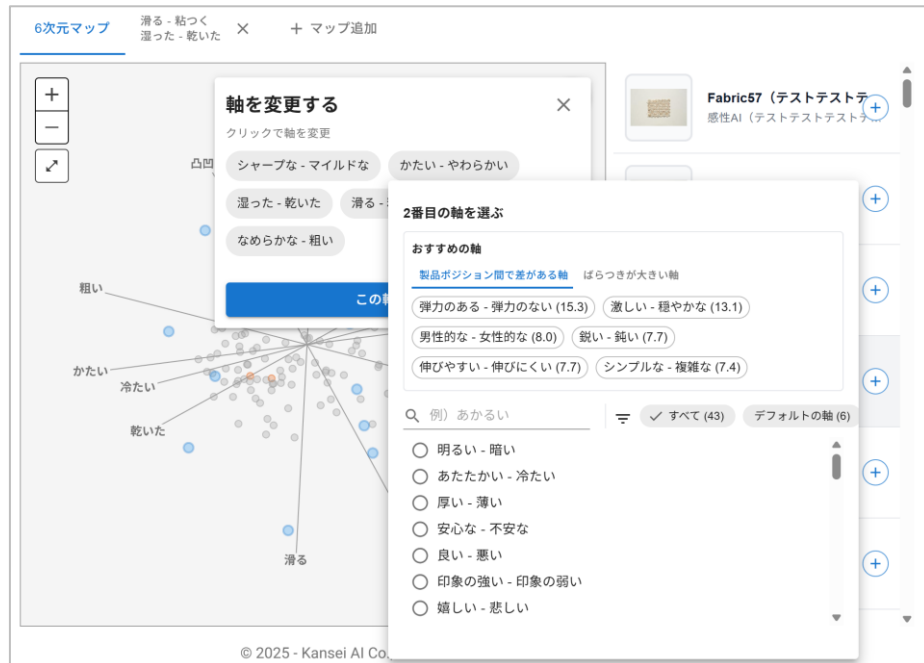 6次元マップ
滑る - 粘つく
湿った - 乾いた
マップ追加
軸を変更する
クリックで軸を変更
シャープな - マイルドな
かたい - やわらかい
湿った - 乾いた
滑る -
なめらかな - 粗い
この
凸凹
粗い
かたい
冷たい
乾いた
滑る
2番目の軸を選ぶ
おすすめの軸
製品ポジション間で差がある軸
ばらつきが大きい軸
弾力のある - 弾力のない (15.3)
激しい - 穏やかな (13.1)
男性的な - 女性的な (8.0)
鋭い - 鈍い (7.7)
伸びやすい - 伸びにくい (7.7)
シンプルな - 複雑な (7.4)
例）あかるい
すべて (43)
デフォルトの軸 (6)
明るい - 暗い
あたたかい - 冷たい
厚い - 薄い
安心な - 不安な
良い - 悪い
印象の強い - 印象の弱い
嬉しい - 悲しい
Fabric57（テストテストテ
感性AI（テストテストテストテ...
© 2025 - Kansei AI Co.